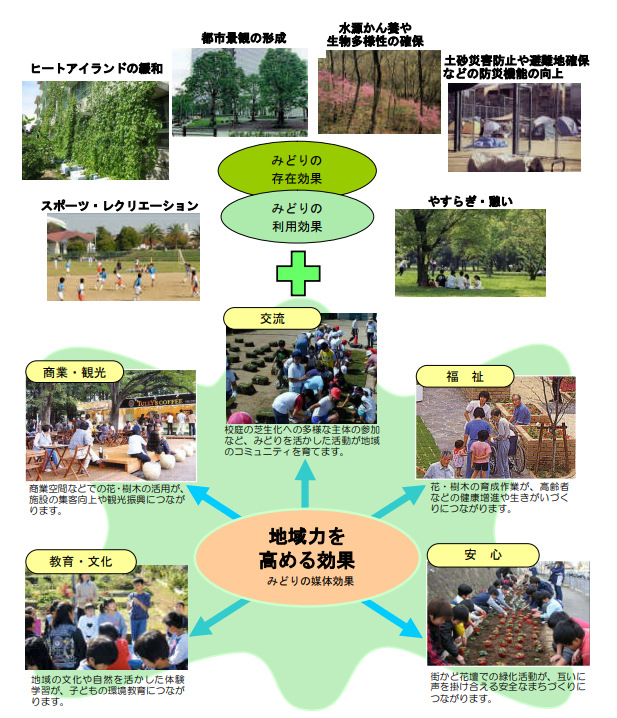 都市景観の形成
水源かん養や
生物多様性の確保
ヒートアイランドの緩和
土砂災害防止や避難地確保
などの防災機能の向上
みどりの
存在効果
みどりの
利用効果
スポーツ・レクリエーション
やすらぎ・憩い
交流
校庭の芝生化への多様な主体の参加
など、みどりを活かした活動が地域
のコミュニティを育てます。
商業・観光
TULLY'S COFFEE
商業空間などでの花・樹木の活用が、
施設の集客向上や観光振興につなが
ります。
福 祉
花・樹木の育成作業が、高齢者
などの健康増進や生きがいづく
りにつながります。
地域力を
高める効果
みどりの媒体効果
教育・文化
地域の文化や自然を活かした体験
学習が、子どもの環境教育につなが
ります。
安 心
街かど花壇での緑化活動が、互いに
声を掛け合える安全なまちづくりに
つながります。